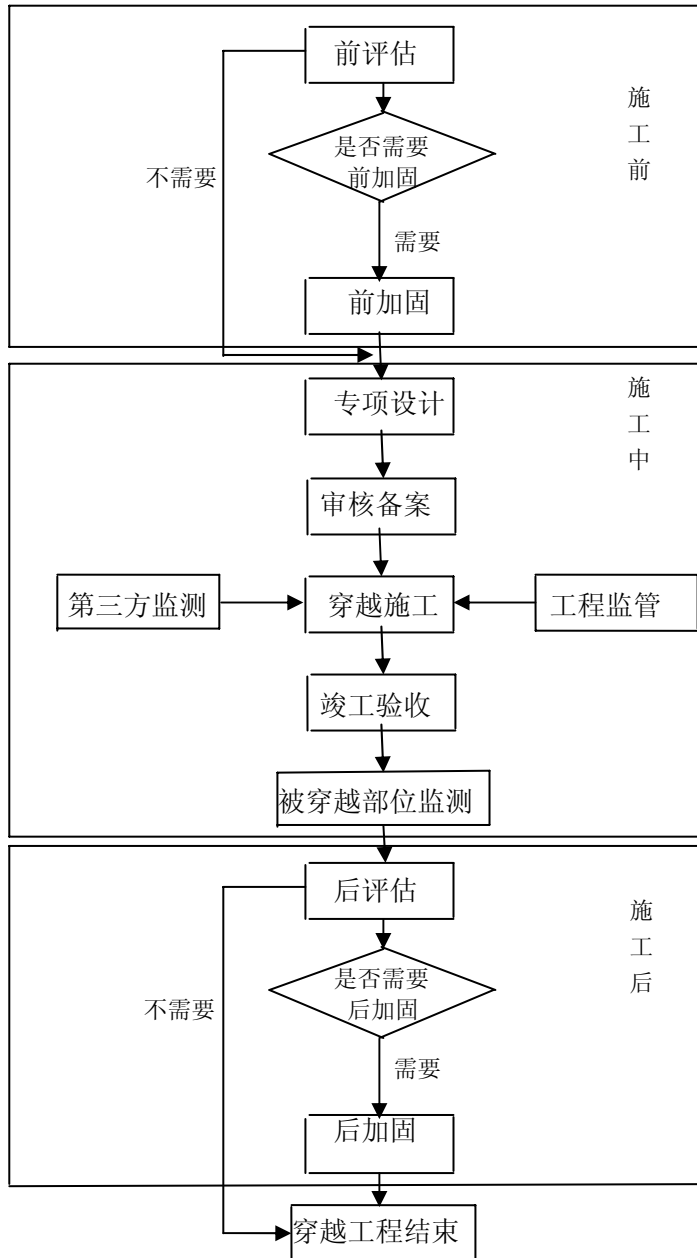 前评估
施
工
前
是否需要
前加固
不需要
需要
前加固
专项设计
施
工
中
审核备案
第三方监测
穿越施工
工程监管
竣工验收
被穿越部位监测
后评估
施
工
后
是否需要
后加固
不需要
需要
后加固
穿越工程结束